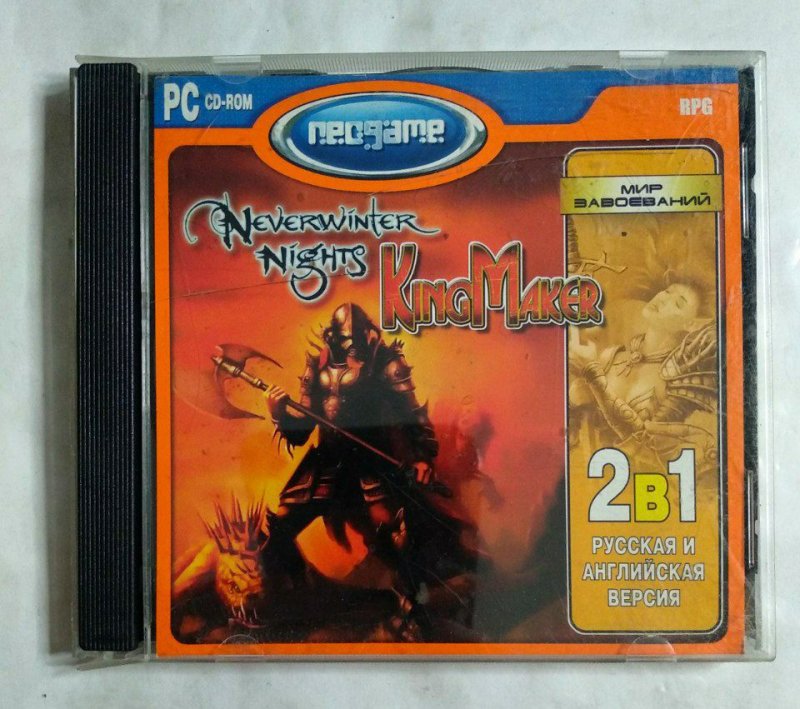 PC CD-ROM
neogame
RPG
NEVERWINTER
NIGHTS
KINGMAKER
МИР
ЗАВОЕВАНИЙ
2в1
РУССКАЯ И
АНГЛИЙСКАЯ
ВЕРСИЯ